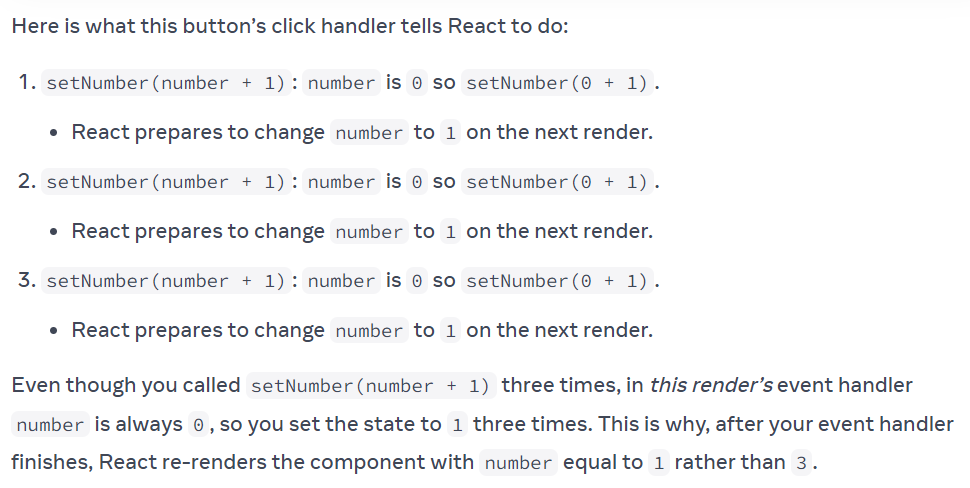 Here is what this button’s click handler tells React to do:
1. setNumber(number + 1): number is 0 so setNumber(0 + 1).
• React prepares to change number to 1 on the next render.
2. setNumber(number + 1): number is 0 so setNumber(0 + 1).
• React prepares to change number to 1 on the next render.
3. setNumber(number + 1): number is 0 so setNumber(0 + 1).
• React prepares to change number to 1 on the next render.
Even though you called setNumber(number + 1) three times, in this render’s event handler
number is always 0, so you set the state to 1 three times. This is why, after your event handler
finishes, React re-renders the component with number equal to 1 rather than 3.